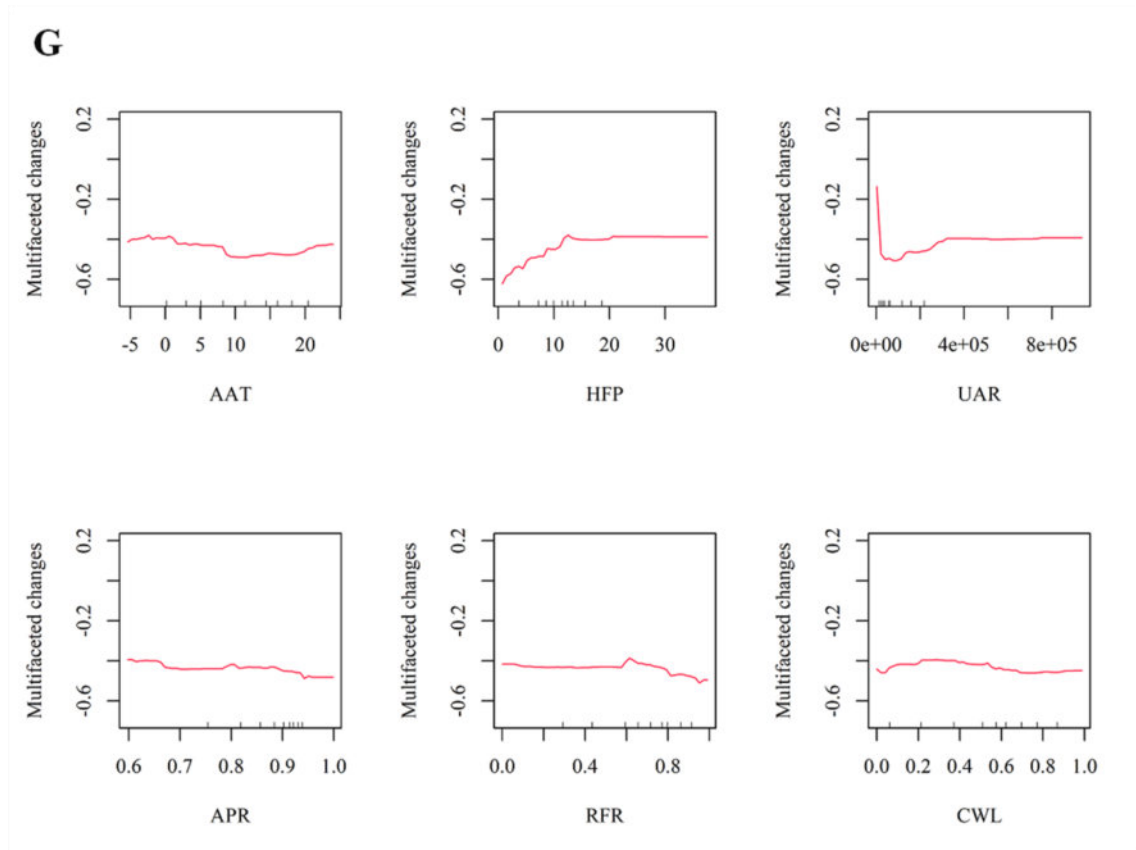 G
Multifaceted changes
0.2
-0.2
-0.6
-5 0 5 10 20
AAT
Multifaceted changes
0.2
-0.2
-0.6
0 10 20 30
HFP
Multifaceted changes
0.2
-0.2
-0.6
0e+00 4e+05 8e+05
UAR
Multifaceted changes
0.2
-0.2
-0.6
0.6 0.7 0.8 0.9 1.0
APR
Multifaceted changes
0.2
-0.2
-0.6
0.0 0.4 0.8
RFR
Multifaceted changes
0.2
-0.2
-0.6
0.0 0.2 0.4 0.6 0.8 1.0
CWL